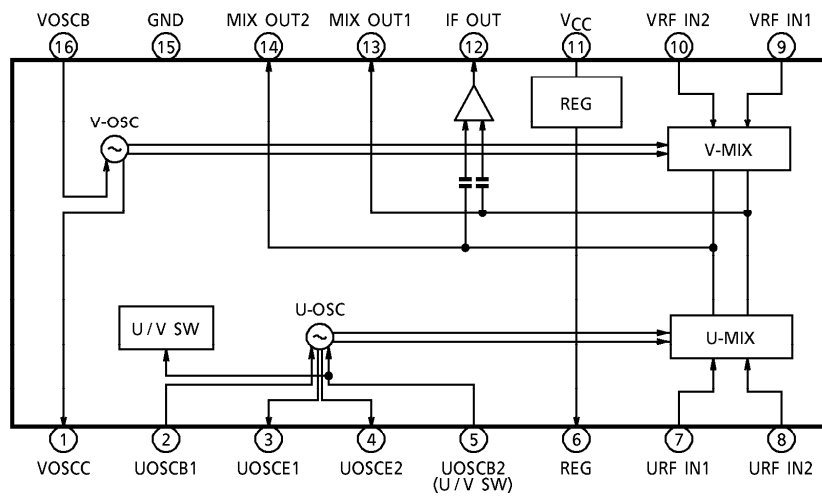 VOSCB GND MIX OUT2 MIX OUT1 IF OUT VCC VRF IN2 VRF IN1
16 15 14 13 12 11 10 9
REG
V-OSC
V-MIX
U-OSC
U/V SW
U-MIX
1 2 3 4 5 6 7 8
VOSCC UOSCB1 UOSCE1 UOSCE2 UOSCB2 REG URF IN1 URF IN2
(U/V SW)